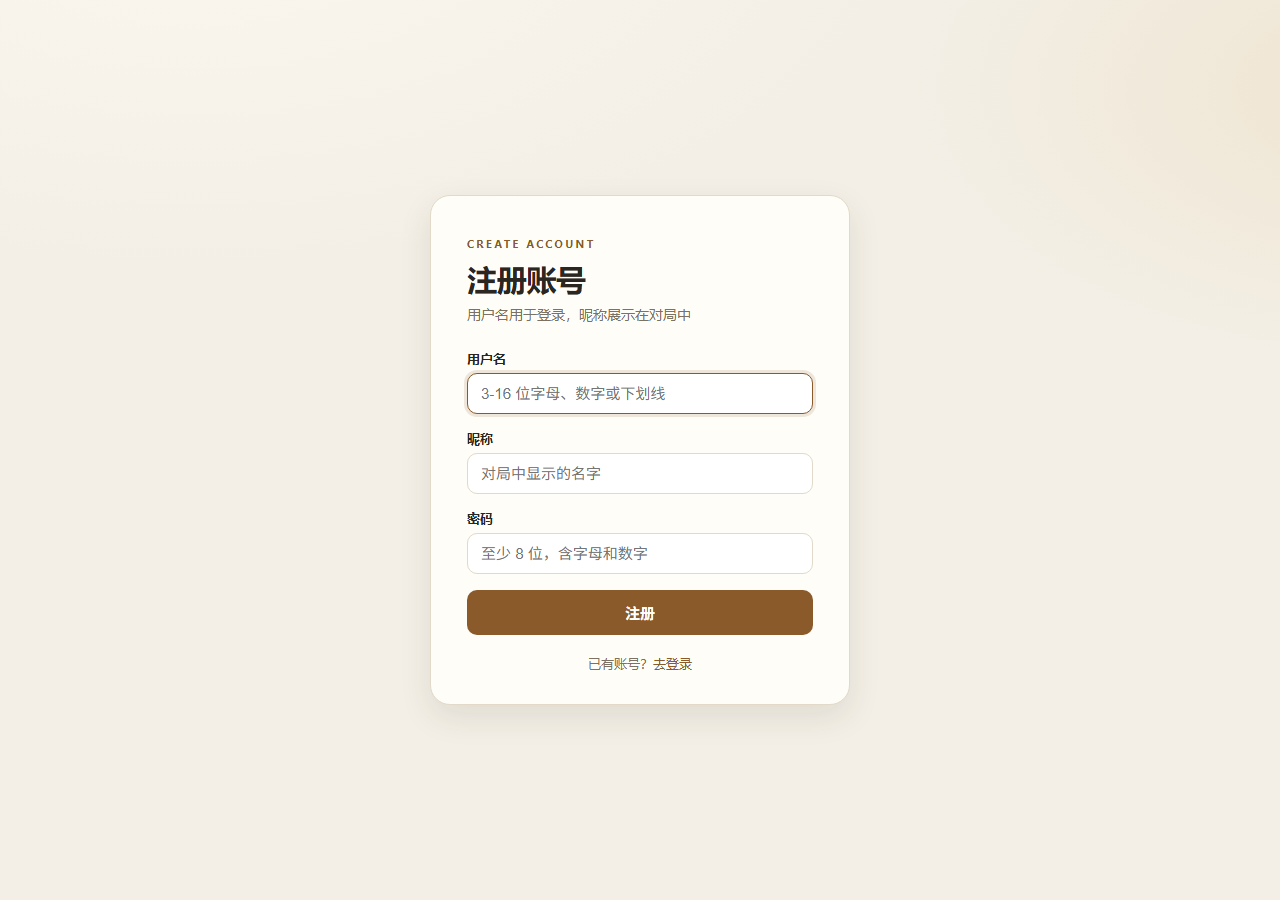 CREATE ACCOUNT
注册账号
用户名用于登录，昵称展示在对局中
用户名
3-16 位字母、数字或下划线
昵称
对局中显示的名字
密码
至少 8 位，含字母和数字
注册
已有账号？去登录